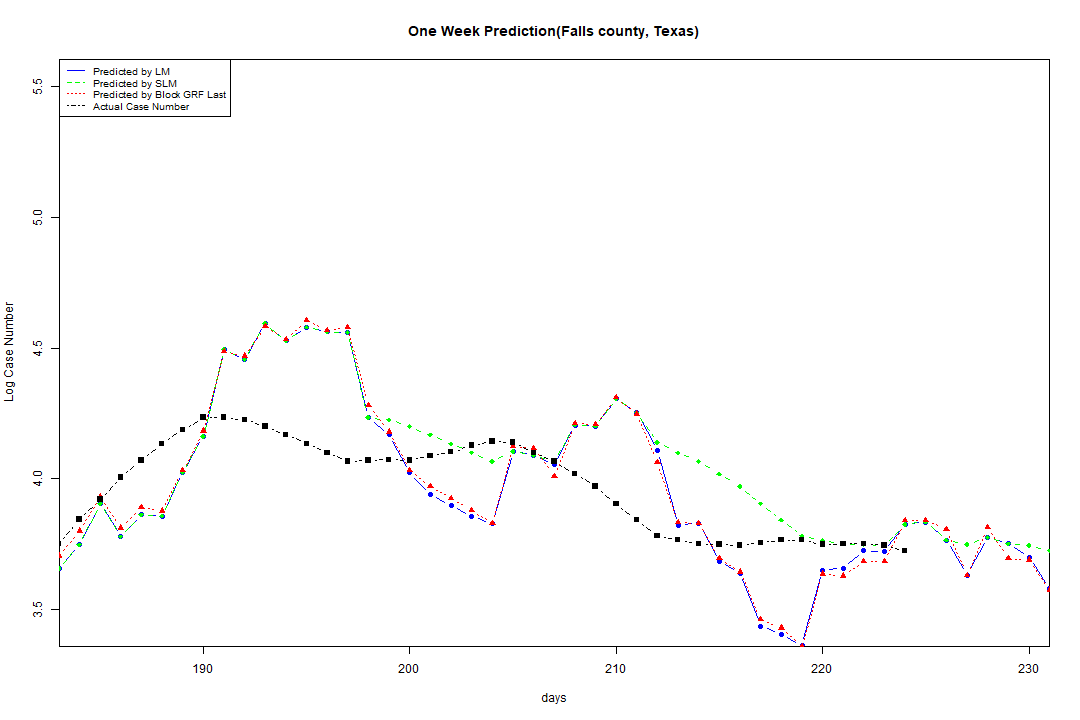 One Week Prediction(Falls county, Texas)
Predicted by LM
Predicted by SLM
Predicted by Block GRF Last
Actual Case Number
5.5
5.0
4.5
4.0
3.5
Log Case Number
190 200 210 220 230
days